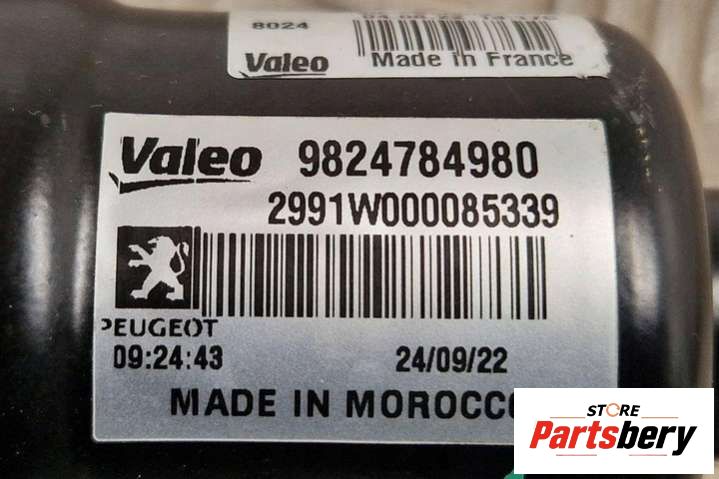 8024
Valeo Made in France
Valeo 9824784980
2991W000085339
PEUGEOT
09:24:43 24/09/22
MADE IN MOROCCO
STORE
Partsbery